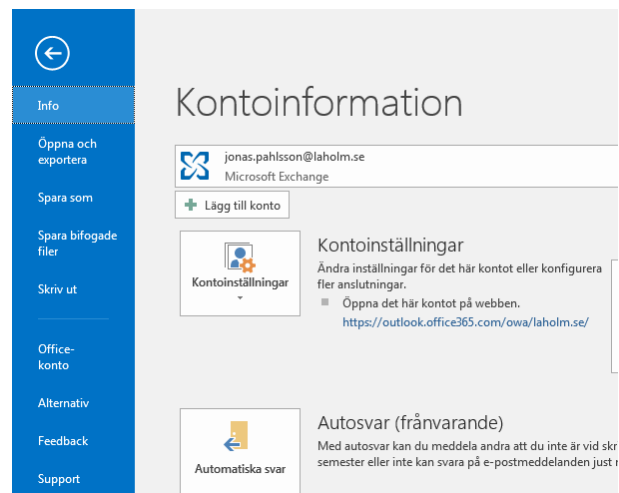 Info
Öppna och
exportera
Spara som
Spara bifogade
filer
Skriv ut
Office-
konto
Alternativ
Feedback
Support
Kontoinformation
jonas.pahlsson@laholm.se
Microsoft Exchange
Lägg till konto
Kontoinställningar
Kontoinställningar
Ändra inställningar för det här kontot eller konfigurera
fler anslutningar.
Öppna det här kontot på webben.
https://outlook.office365.com/owa/laholm.se/
Automatiska svar
Autosvar (frånvarande)
Med autosvar kan du meddela andra att du inte är vid
semester eller inte kan svara på e-postmeddelanden just